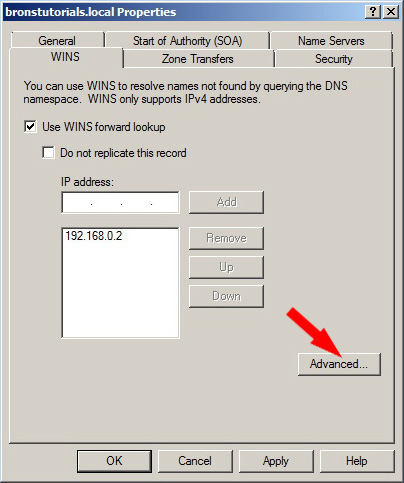 bronstutorials.local Properties
General
Start of Authority (SOA)
Name Servers
WINS
Zone Transfers
Security
You can use WINS to resolve names not found by querying the DNS
namespace. WINS only supports IPv4 addresses.
Use WINS forward lookup
Do not replicate this record
IP address:
. . .
Add
192.168.0.2
Remove
Up
Down
Advanced...
OK
Cancel
Apply
Help